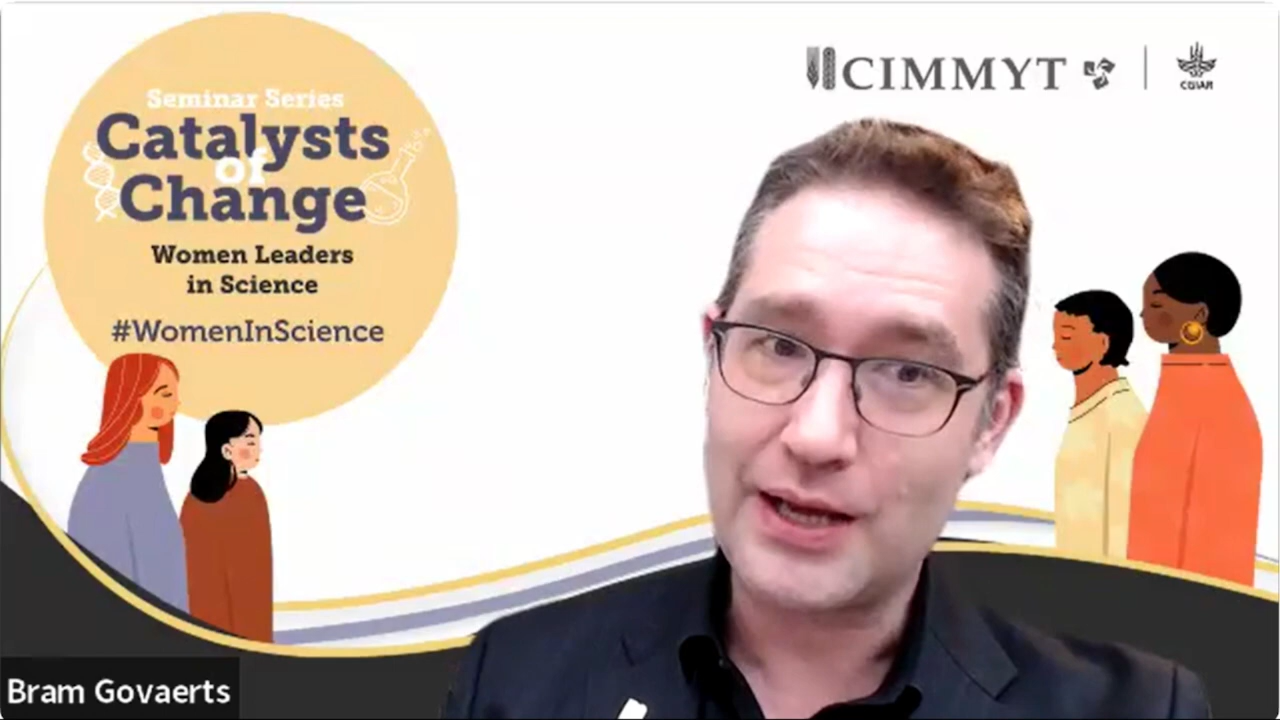 Seminar Series
Catalysts
of
Change
Women Leaders
in Science
#WomenInScience
CIMMYT
CGIAR
Bram Govaerts